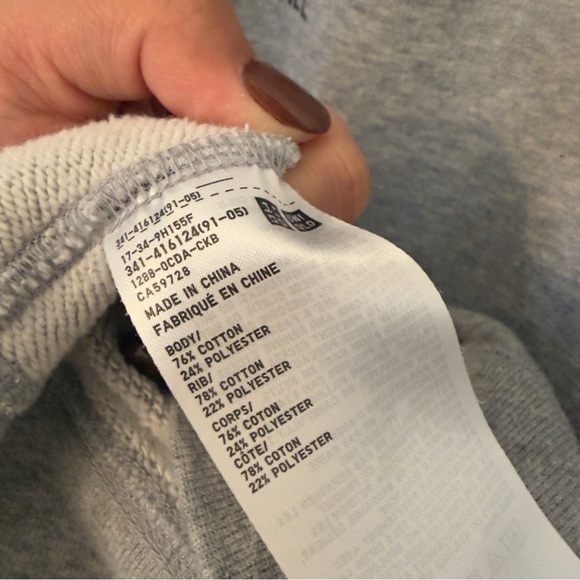 341-416124(91-05)
17-34-9H155F
341-416124(91-05)
1288-0CDA-CKB
CA59728
MADE IN CHINA
FABRIQUÉ EN CHINE
BODY/
76% COTTON
24% POLYESTER
RIB/
78% COTTON
22% POLYESTER
CORPS/
76% COTON
24% POLYESTER
CÔTE/
78% COTON
22% POLYESTER